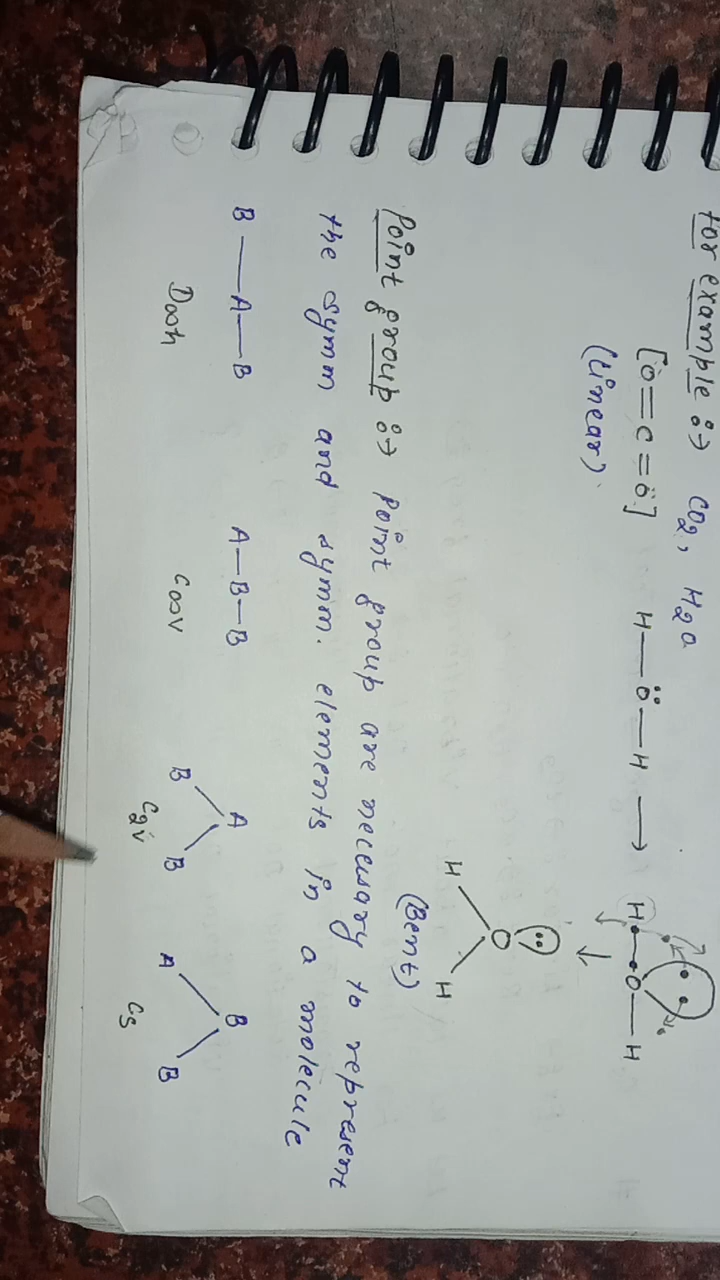 for example :→ CO2, H2O
[Ö=C=Ö] H—Ö—H → H—O—H
(Linear)
↓
O
H H
(Bent)
Point group :→ Point group are necessary to represent
the symm and symm. elements in a molecule
B—A—B A—B—B A B
B B A B
D∞h C∞v C2v Cs